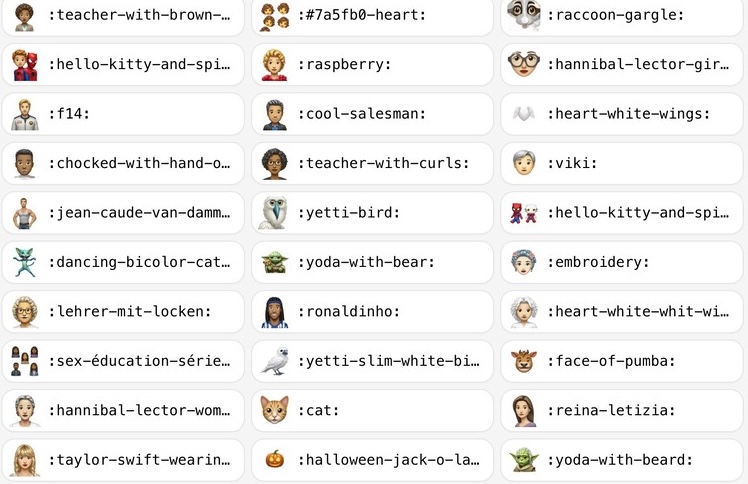 :teacher-with-brown-…
:#7a5fb0-heart:
:raccoon-gargle:
:hello-kitty-and-spi…
:raspberry:
:hannibal-lector-gir…
:f14:
:cool-salesman:
:heart-white-wings:
:chocked-with-hand-o…
:teacher-with-curls:
:viki:
:jean-caude-van-damm…
:yetti-bird:
:hello-kitty-and-spi…
:dancing-bicolor-cat…
:yoda-with-bear:
:embroidery:
:lehrer-mit-locken:
:ronaldinho:
:heart-white-whit-wi…
:sex-éducation-série…
:yetti-slim-white-bi…
:face-of-pumba:
:hannibal-lector-wom…
:cat:
:reina-letizia:
:taylor-swift-wearin…
:halloween-jack-o-la…
:yoda-with-beard: